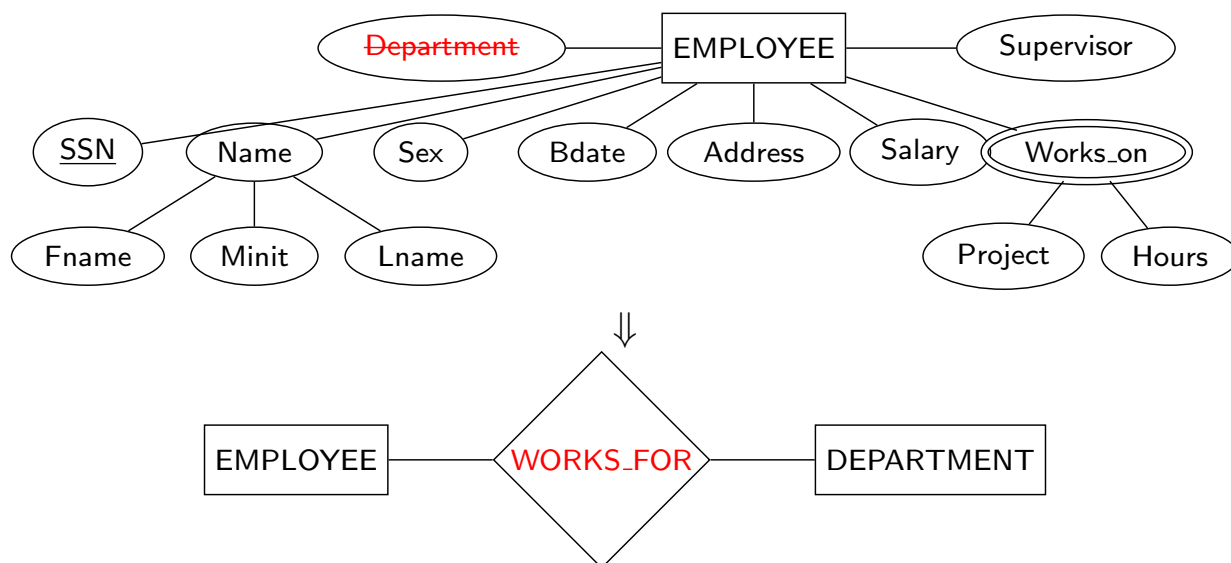 Department EMPLOYEE Supervisor
SSN Name Sex Bdate Address Salary Works_on
Fname Minit Lname Project Hours
⇓
EMPLOYEE WORKS_FOR DEPARTMENT